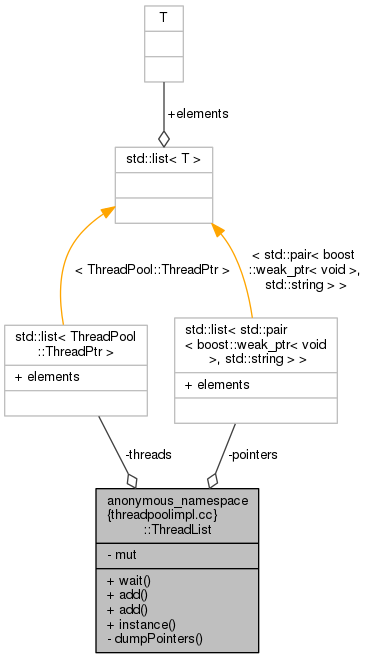 T
+elements
std::list< T >
< ThreadPool::ThreadPtr >
< std::pair< boost
::weak_ptr< void >,
std::string > >
std::list< ThreadPool
::ThreadPtr >
+ elements
std::list< std::pair
< boost::weak_ptr< void
>, std::string > >
+ elements
-threads
-pointers
anonymous_namespace
{threadpoolimpl.cc}
::ThreadList
- mut
+ wait()
+ add()
+ add()
+ instance()
- dumpPointers()